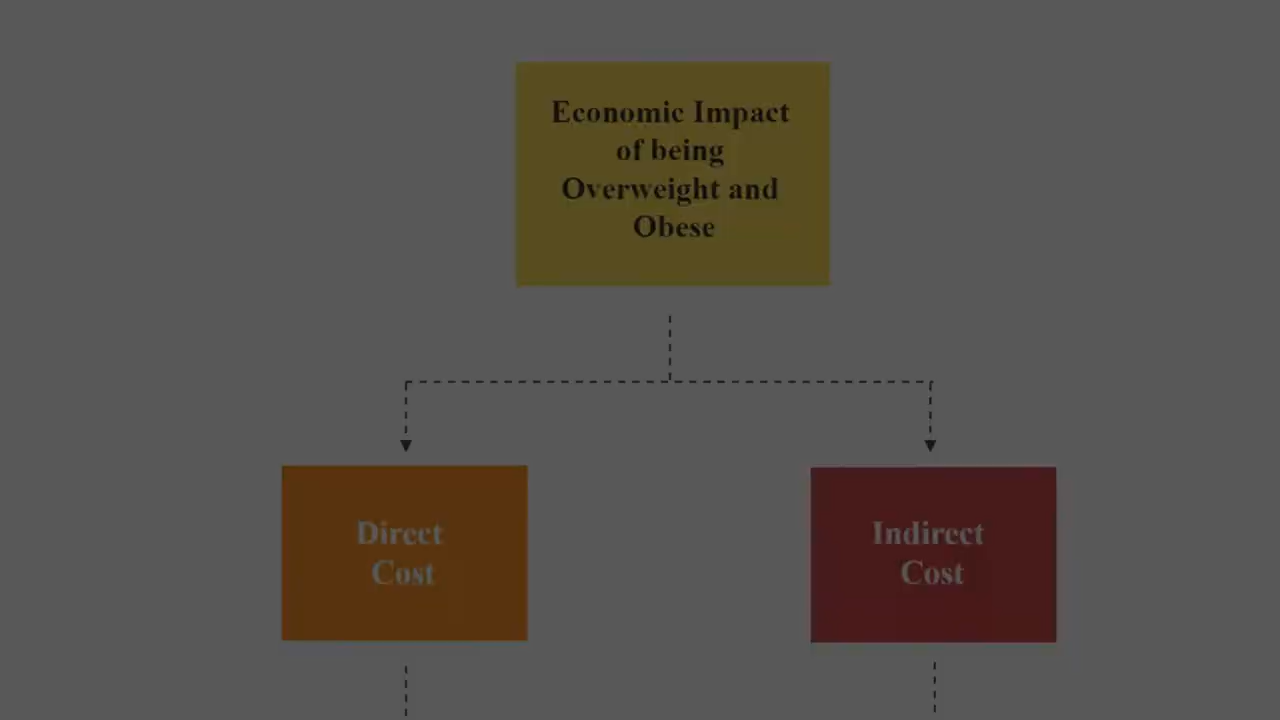 Economic Impact
of being
Overweight and
Obese
Direct
Cost
Indirect
Cost